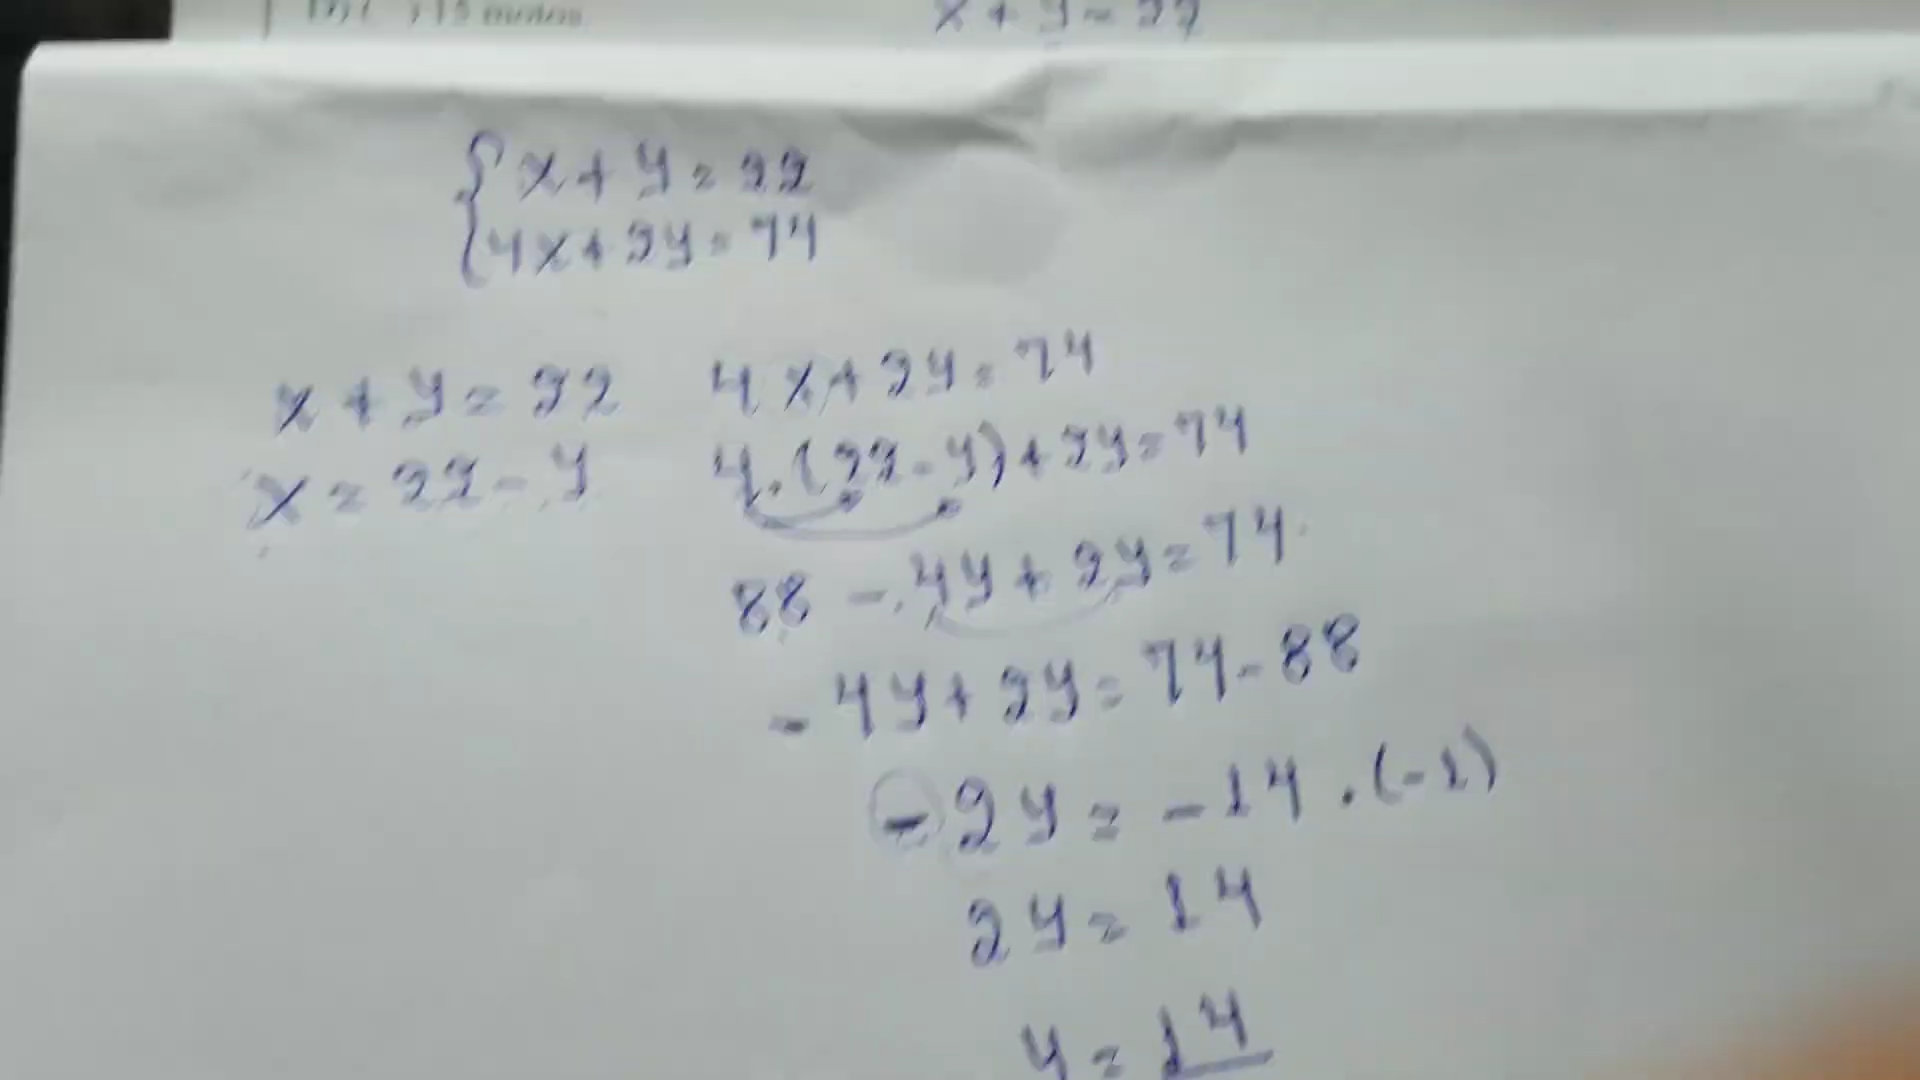 x + y = 22
{ x + y = 22
4x + 2y = 74
x + y = 22
x = 22 - y
4x + 2y = 74
4.(22 - y) + 2y = 74
88 - 4y + 2y = 74
- 4y + 2y = 74 - 88
- 2y = - 14 . (-1)
2y = 14
y = 14